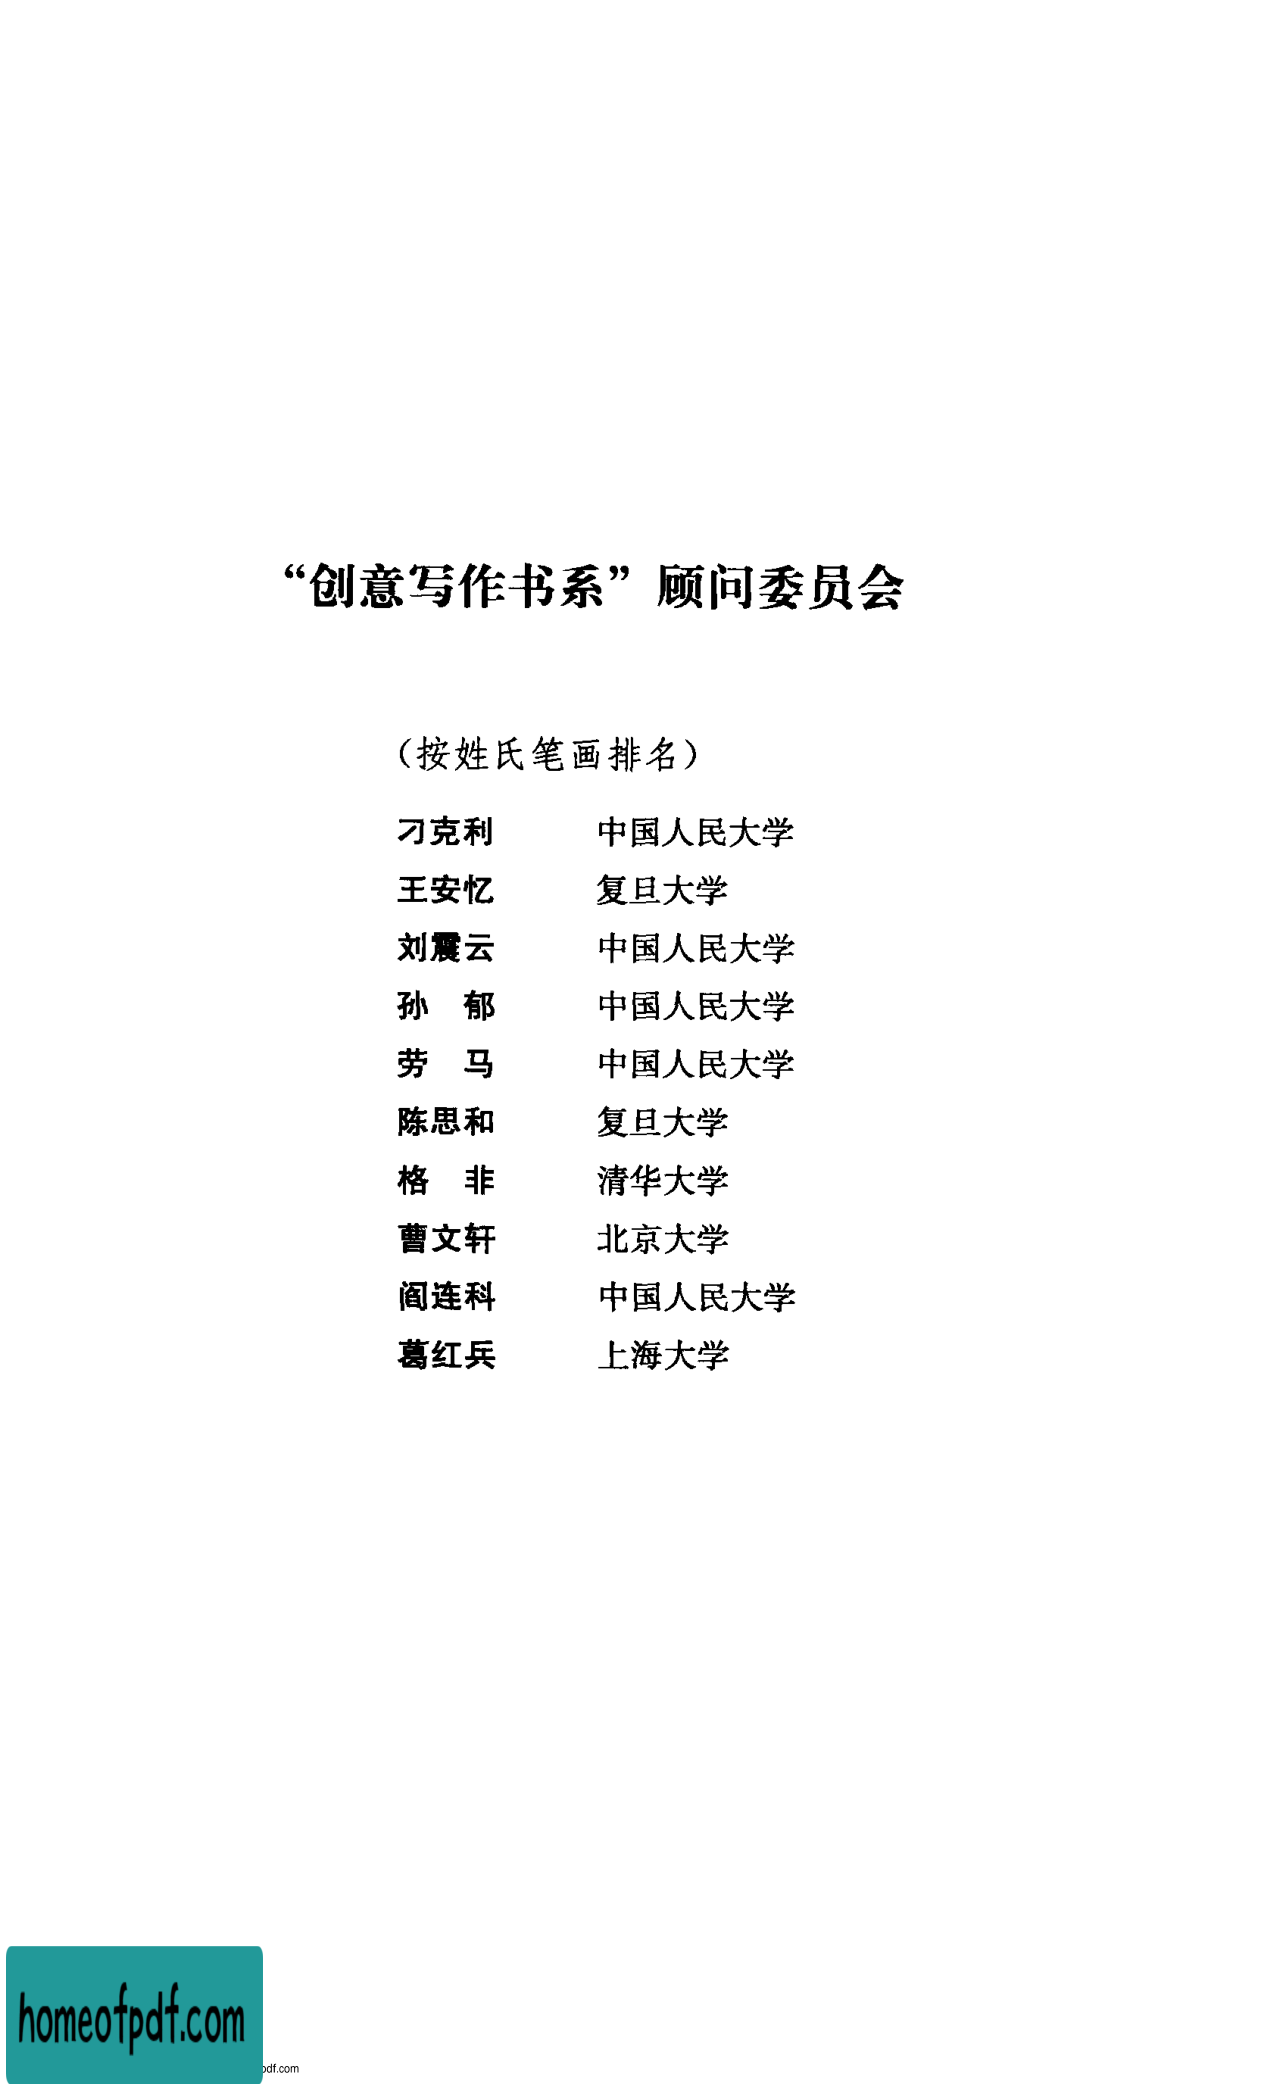 “创意写作书系”顾问委员会
（按姓氏笔画排名）
刁克利 中国人民大学
王安忆 复旦大学
刘震云 中国人民大学
孙　郁 中国人民大学
劳　马 中国人民大学
陈思和 复旦大学
格　非 清华大学
曹文轩 北京大学
阎连科 中国人民大学
葛红兵 上海大学
homeofpdf.com
pdf.com